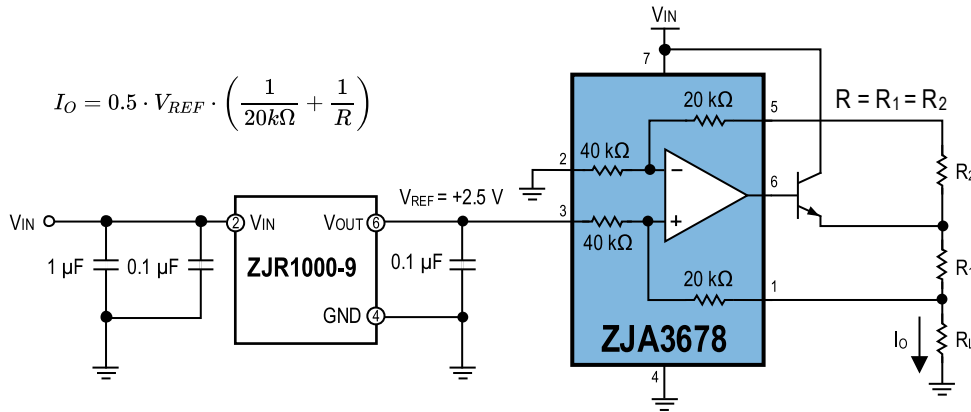 I_O = 0.5 · V_REF · (1/20kΩ + 1/R)
VIN
7
20 kΩ
5
R = R1 = R2
2
40 kΩ
−
6
R2
VREF = +2.5 V
3
40 kΩ
+
VIN
2
VIN
VOUT
6
1 µF
0.1 µF
ZJR1000-9
0.1 µF
GND
4
20 kΩ
1
ZJA3678
4
IO